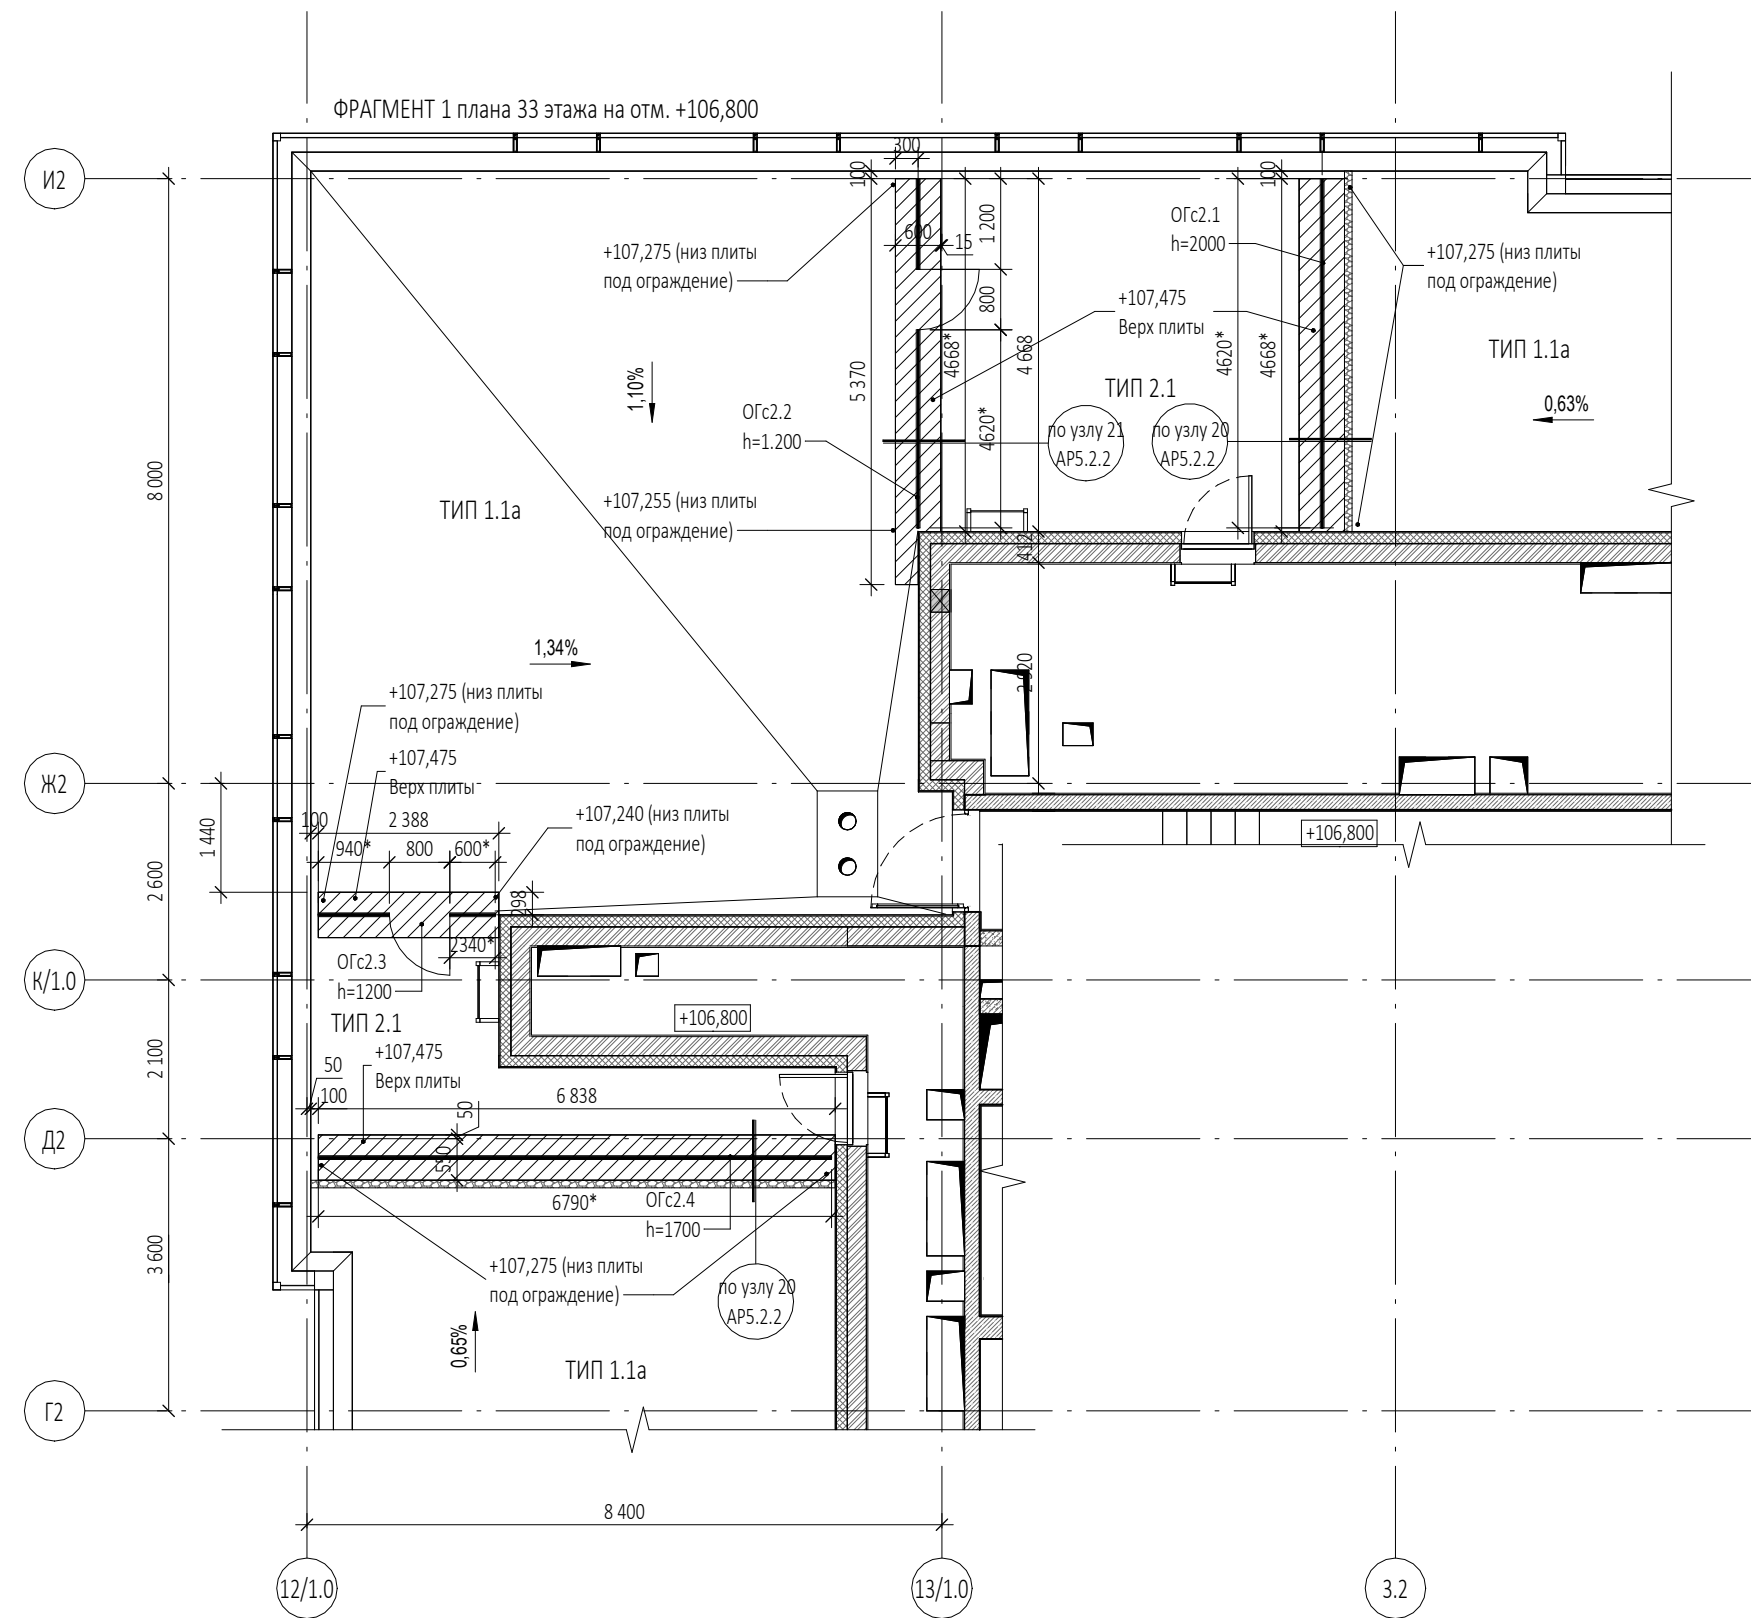 ФРАГМЕНТ 1 плана 33 этажа на отм. +106,800
И2
300
100
100
ОГс2.1
h=2000
1 200
600
15
+107,275 (низ плиты
под ограждение)
+107,275 (низ плиты
под ограждение)
800
+107,475
Верх плиты
4668*
4 668
4620*
4668*
ТИП 1.1а
5 370
1,10%
ТИП 2.1
0,63%
ОГс2.2
h=1.200
4620*
по узлу 21
АР5.2.2
по узлу 20
АР5.2.2
8 000
ТИП 1.1а
+107,255 (низ плиты
под ограждение)
412
1,34%
+107,275 (низ плиты
под ограждение)
+107,475
Верх плиты
Ж2
1 440
100
2 388
+107,240 (низ плиты
под ограждение)
+106,800
940*
800
600*
2 600
298
2340*
ОГс2.3
h=1200
К/1.0
+106,800
ТИП 2.1
+107,475
Верх плиты
2 100
50
100
6 838
50
Д2
550
6790*
ОГс2.4
h=1700
3 600
+107,275 (низ плиты
под ограждение)
по узлу 20
АР5.2.2
0,65%
ТИП 1.1а
Г2
8 400
12/1.0
13/1.0
3.2